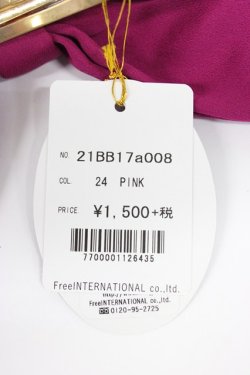 NO. 21BB17a008
COL. 24 PINK
PRICE ¥1,500+税
7700001126435
FreeINTERNATIONAL co.,ltd.
FreeINTERNATIONAL co.,ltd.
0120-95-2725